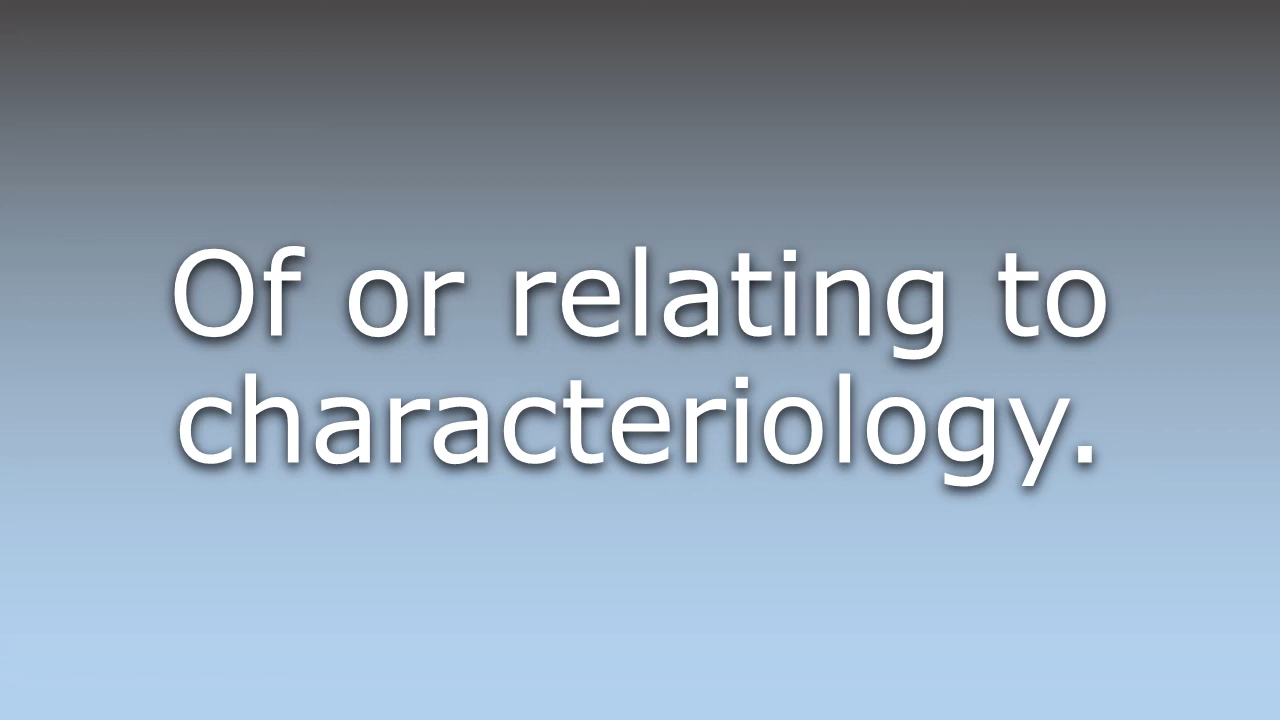 Of or relating to
characteriology.